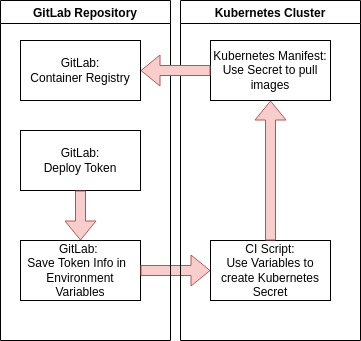 GitLab Repository
Kubernetes Cluster
GitLab:
Container Registry
Kubernetes Manifest:
Use Secret to pull
images
GitLab:
Deploy Token
GitLab:
Save Token Info in
Environment
Variables
CI Script:
Use Variables to
create Kubernetes
Secret